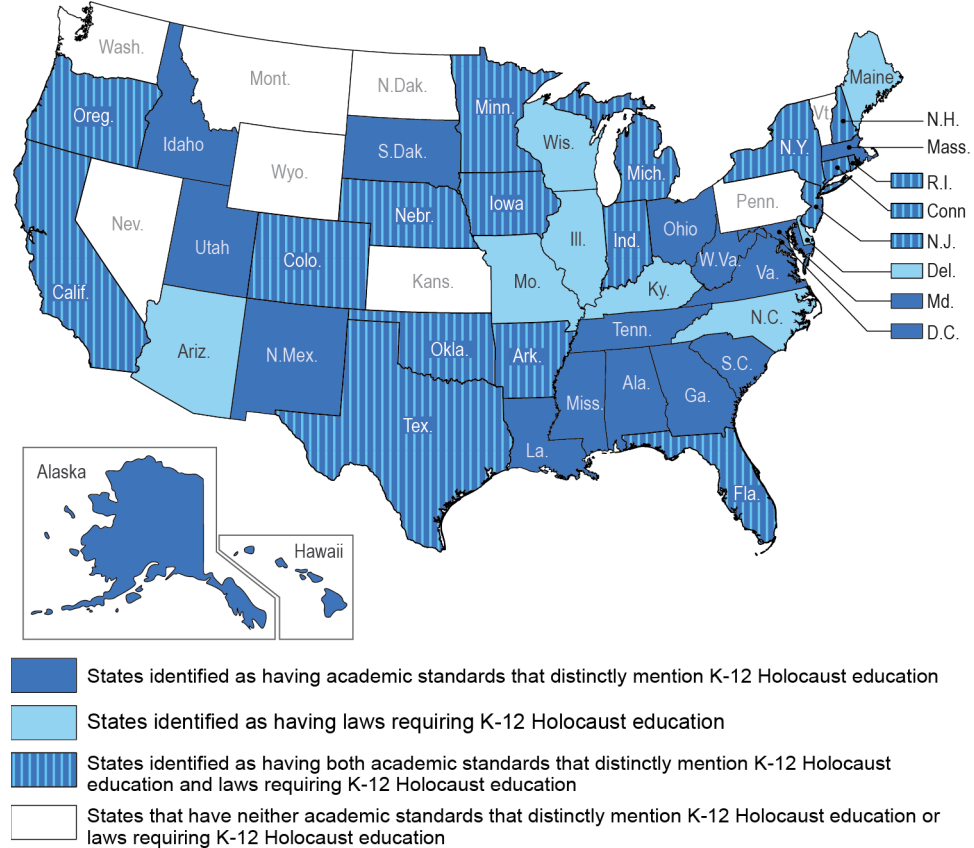 Wash.
Mont.
N.Dak.
Minn.
Maine
Oreg.
Idaho
S.Dak.
Wis.
Mich.
N.Y.
Vt.
N.H.
Mass.
Wyo.
Nebr.
Iowa
R.I.
Penn.
Conn
Nev.
Utah
Colo.
Ill.
Ind.
Ohio
N.J.
W.Va.
Va.
Del.
Calif.
Kans.
Mo.
Ky.
Md.
N.C.
D.C.
Ariz.
N.Mex.
Okla.
Ark.
Tenn.
S.C.
Tex.
Miss.
Ala.
Ga.
La.
Fla.
Alaska
Hawaii
States identified as having academic standards that distinctly mention K-12 Holocaust education
States identified as having laws requiring K-12 Holocaust education
States identified as having both academic standards that distinctly mention K-12 Holocaust
education and laws requiring K-12 Holocaust education
States that have neither academic standards that distinctly mention K-12 Holocaust education or
laws requiring K-12 Holocaust education